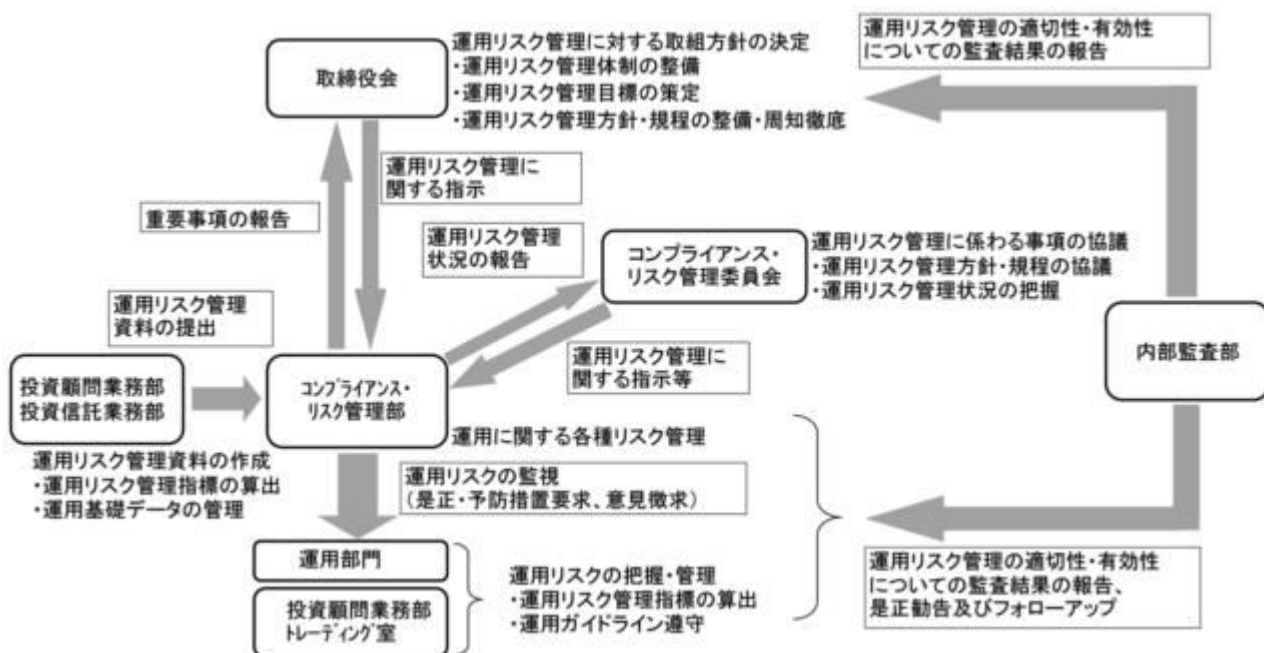 運用リスク管理に対する取組方針の決定
・運用リスク管理体制の整備
・運用リスク管理目標の策定
・運用リスク管理方針・規程の整備・周知徹底
取締役会
運用リスク管理の適切性・有効性
についての監査結果の報告
運用リスク管理に
関する指示
重要事項の報告
運用リスク管理
状況の報告
コンプライアンス・
リスク管理委員会
運用リスク管理に係わる事項の協議
・運用リスク管理方針・規程の協議
・運用リスク管理状況の把握
運用リスク管理
資料の提出
運用リスク管理に
関する指示等
内部監査部
投資顧問業務部
投資信託業務部
コンプライアンス・
リスク管理部
運用に関する各種リスク管理
運用リスク管理資料の作成
・運用リスク管理指標の算出
・運用基礎データの管理
運用リスクの監視
(是正・予防措置要求、意見徴求)
運用部門
投資顧問業務部
トレーディング室
運用リスクの把握・管理
・運用リスク管理指標の算出
・運用ガイドライン遵守
運用リスク管理の適切性・有効性
についての監査結果の報告、
是正勧告及びフォローアップ